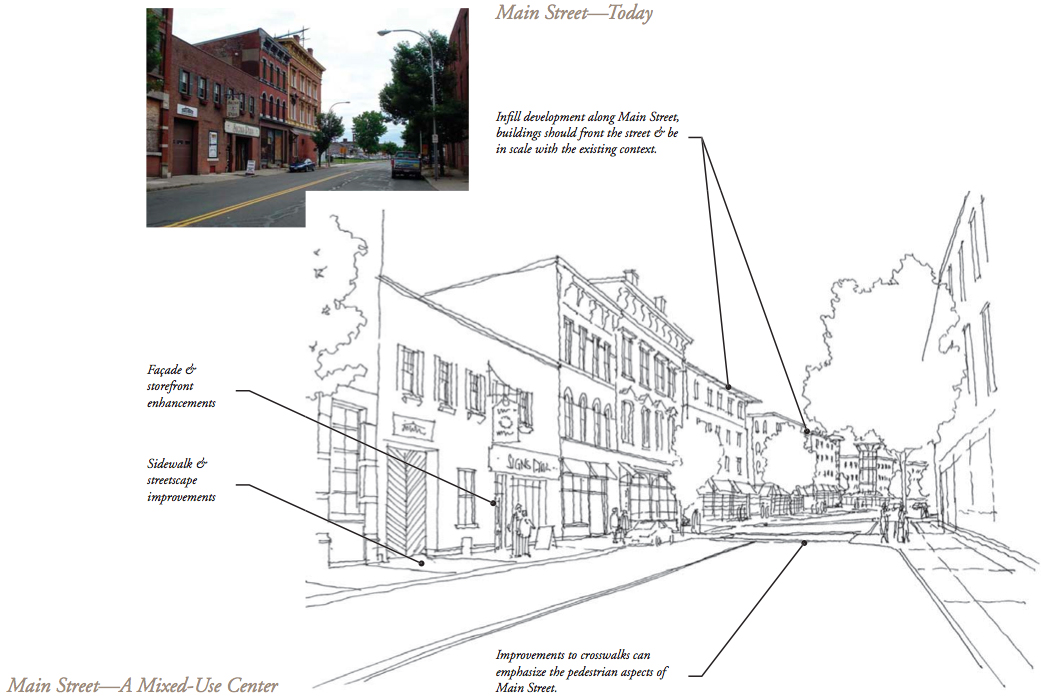 Main Street—Today
Infill development along Main Street,
buildings should front the street & be
in scale with the existing context.
Façade &
storefront
enhancements
Sidewalk &
streetscape
improvements
SIGNS
Improvements to crosswalks can
emphasize the pedestrian aspects of
Main Street.
Main Street—A Mixed-Use Center